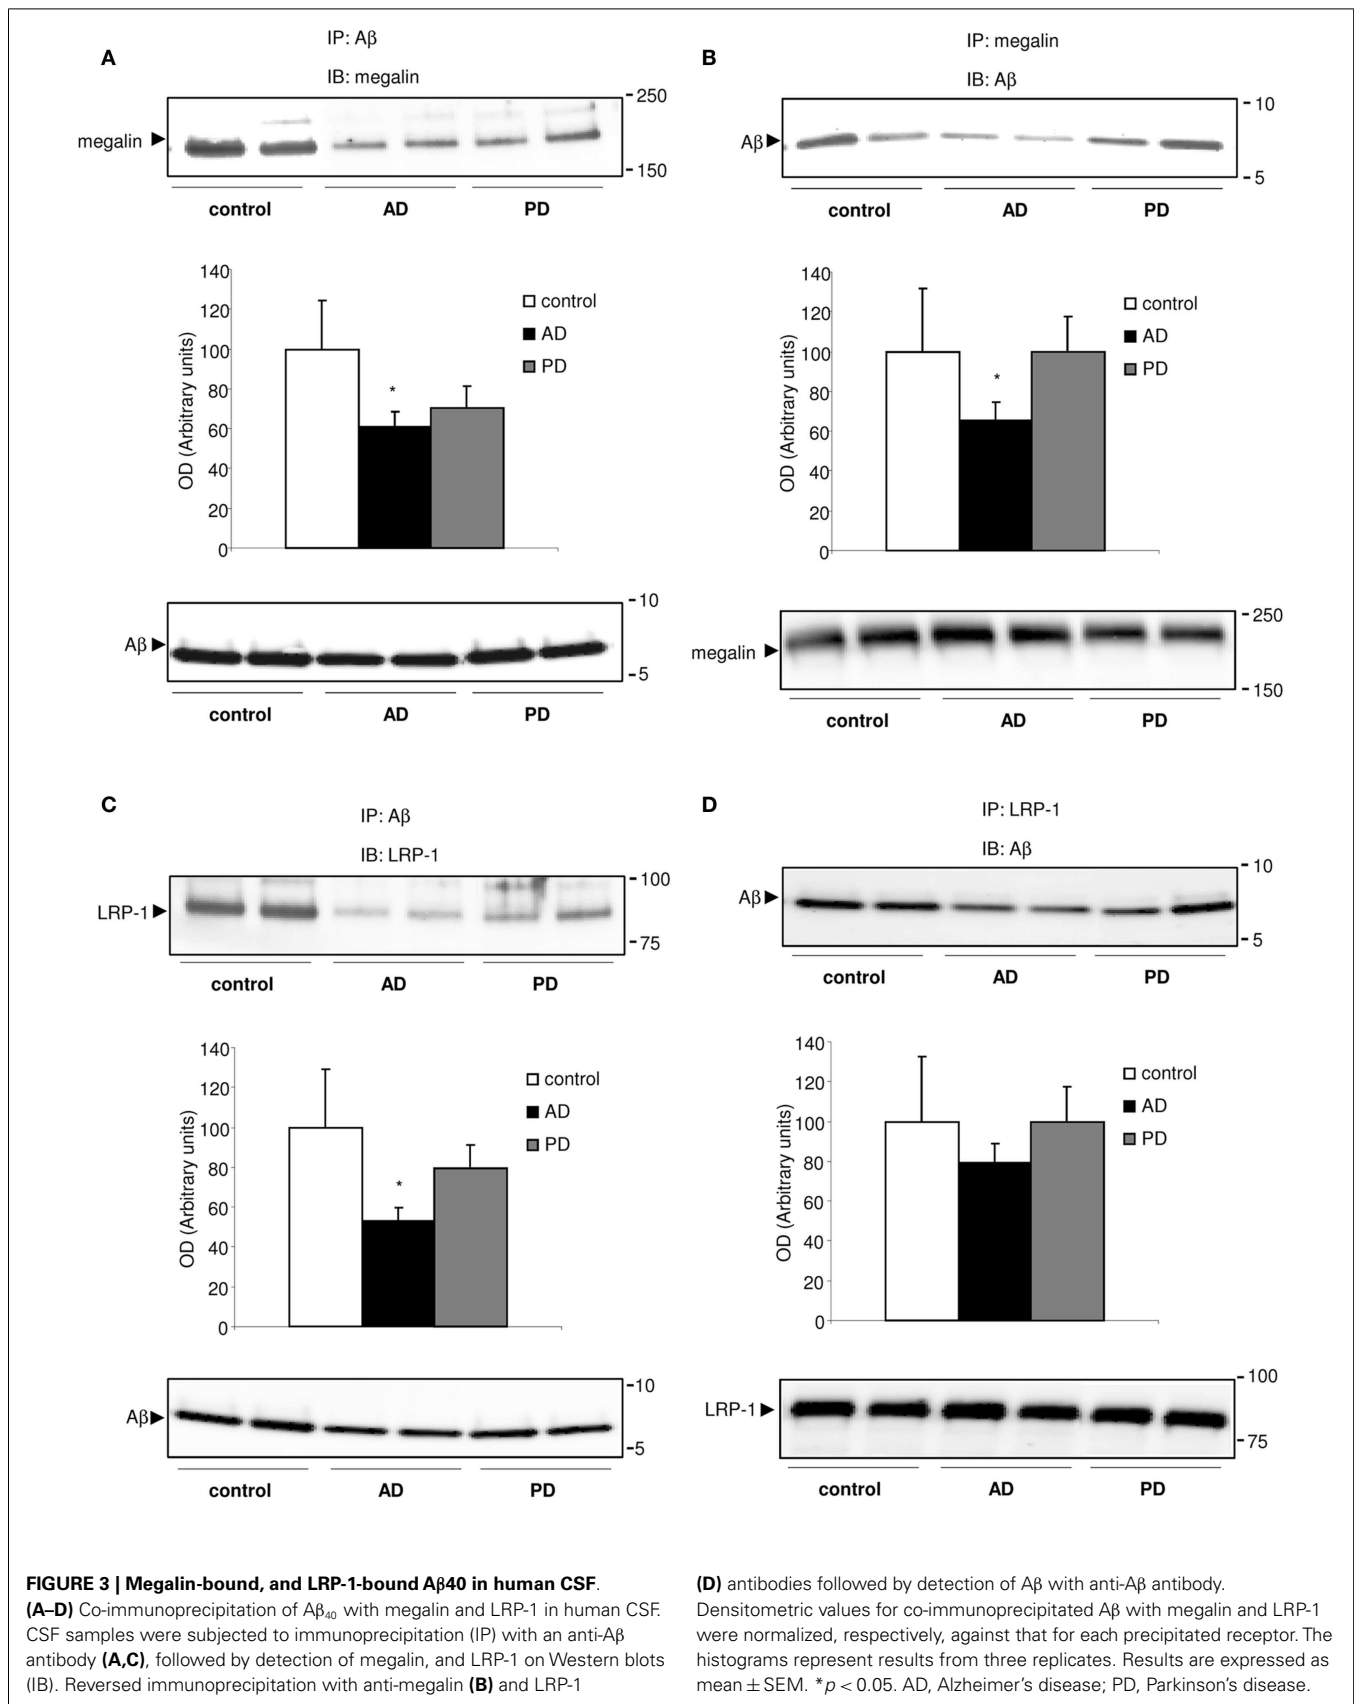 A
IP: Aβ
IB: megalin
megalin
250
150
control AD PD
140
120
100
80
60
40
20
0
OD (Arbitrary units)
*
control
AD
PD
Aβ
10
5
control AD PD
B
IP: megalin
IB: Aβ
Aβ
10
5
control AD PD
140
120
100
80
60
40
20
0
OD (Arbitrary units)
*
control
AD
PD
megalin
250
150
control AD PD
C
IP: Aβ
IB: LRP-1
LRP-1
100
75
control AD PD
140
120
100
80
60
40
20
0
OD (Arbitrary units)
*
control
AD
PD
Aβ
10
5
control AD PD
D
IP: LRP-1
IB: Aβ
Aβ
10
5
control AD PD
140
120
100
80
60
40
20
0
OD (Arbitrary units)
control
AD
PD
LRP-1
100
75
control AD PD
FIGURE 3 | Megalin-bound, and LRP-1-bound Aβ40 in human CSF.
(A–D) Co-immunoprecipitation of Aβ₄₀ with megalin and LRP-1 in human CSF.
CSF samples were subjected to immunoprecipitation (IP) with an anti-Aβ
antibody (A,C), followed by detection of megalin, and LRP-1 on Western blots
(IB). Reversed immunoprecipitation with anti-megalin (B) and LRP-1
(D) antibodies followed by detection of Aβ with anti-Aβ antibody.
Densitometric values for co-immunoprecipitated Aβ with megalin and LRP-1
were normalized, respectively, against that for each precipitated receptor. The
histograms represent results from three replicates. Results are expressed as
mean ± SEM. *p < 0.05. AD, Alzheimer's disease; PD, Parkinson's disease.